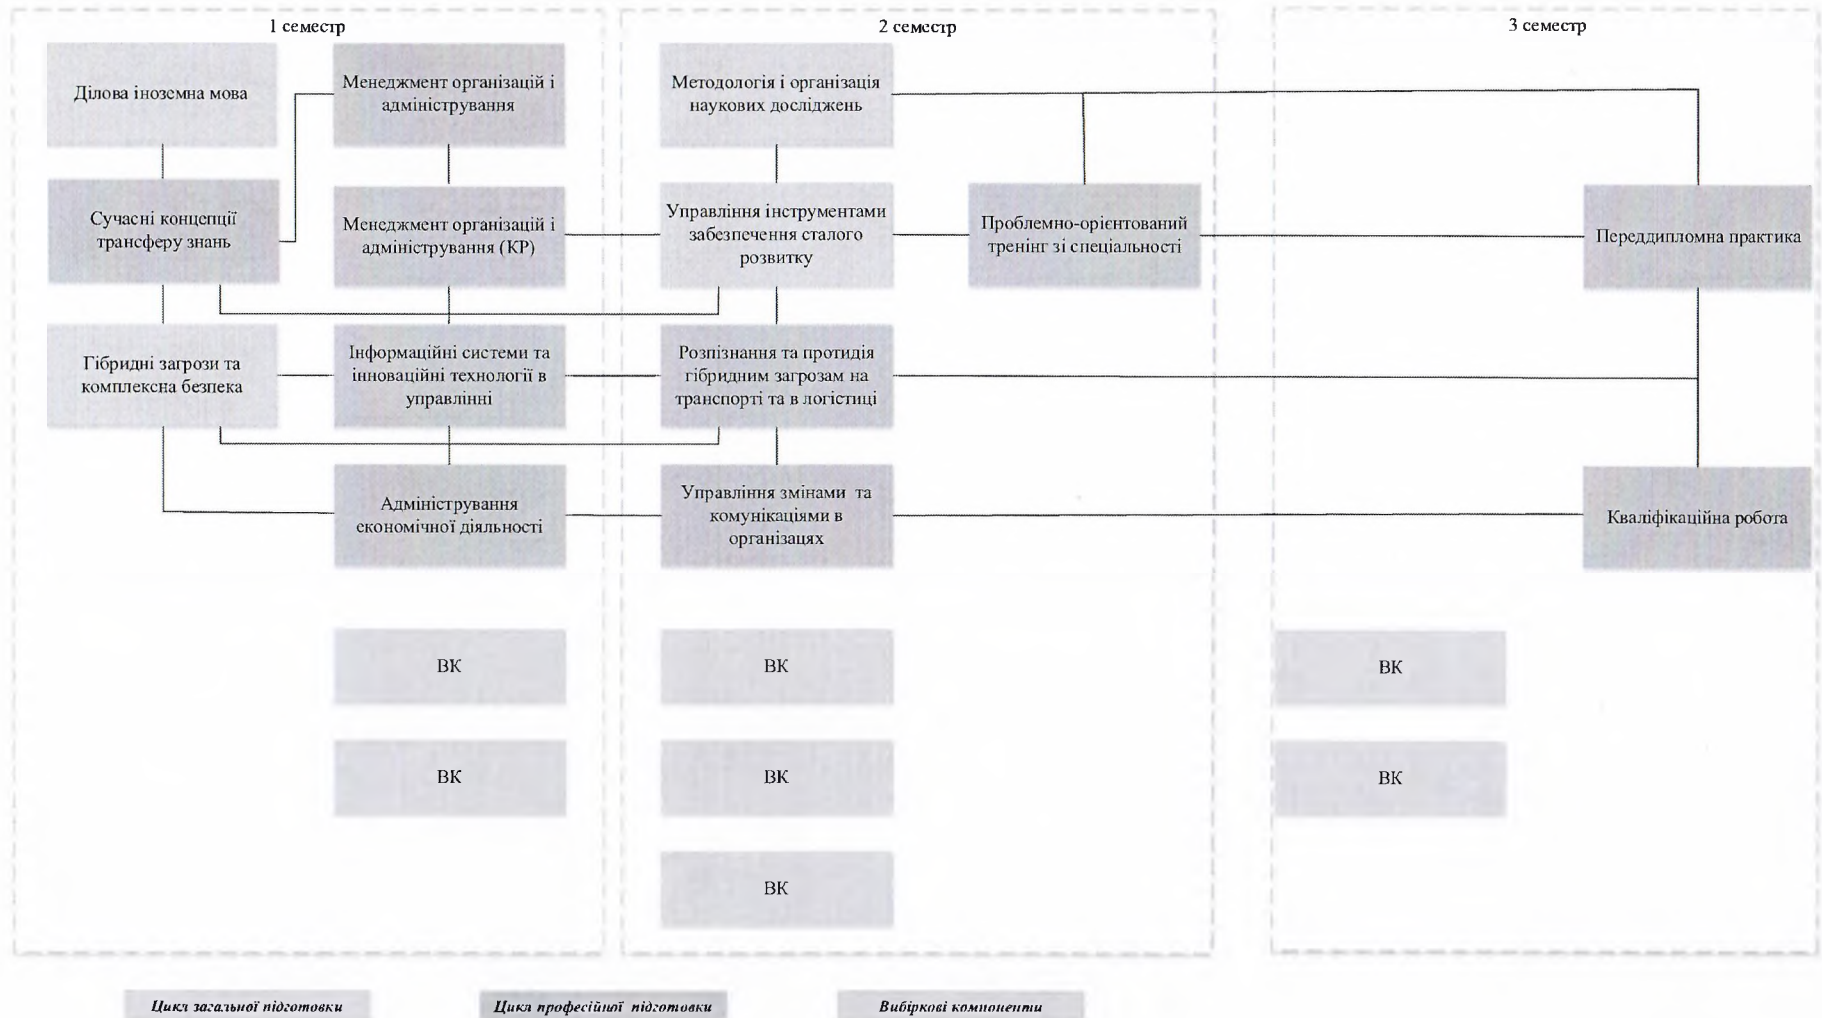 1 семестр
2 семестр
3 семестр
Ділова іноземна мова
Менеджмент організацій і
адміністрування
Методологія і організація
наукових досліджень
Сучасні концепції
трансферу знань
Менеджмент організацій і
адміністрування (КР)
Управління інструментами
забезпечення сталого
розвитку
Проблемно-орієнтований
тренінг зі спеціальності
Переддипломна практика
Гібридні загрози та
комплексна безпека
Інформаційні системи та
інноваційні технології в
управлінні
Розпізнання та протидія
гібридним загрозам на
транспорті та в логістиці
Адміністрування
економічної діяльності
Управління змінами та
комунікаціями в
організацях
Кваліфікаційна робота
ВК
ВК
ВК
ВК
ВК
ВК
ВК
Цикл загальної підготовки
Цикл професійної підготовки
Вибіркові компоненти